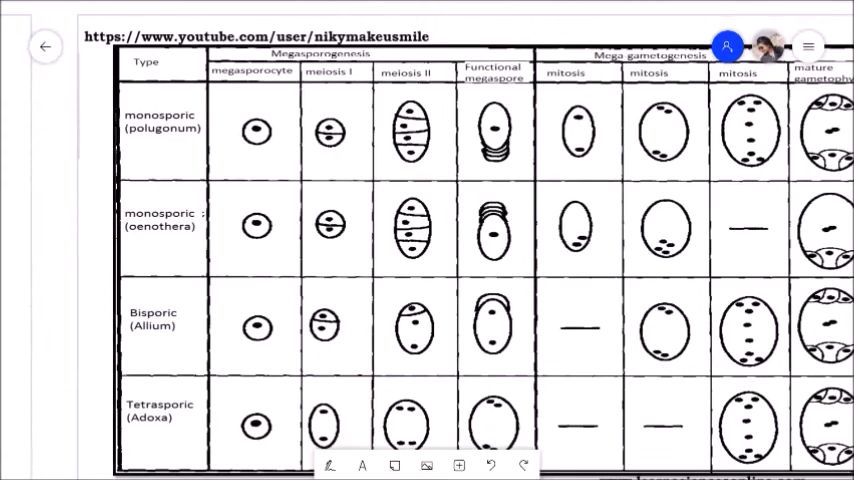 https://www.youtube.com/user/nikymakeusmile
Type
Megasporogenesis
Mega gametogenesis
megasporocyte
meiosis I
meiosis II
Functional
megaspore
mitosis
mitosis
mitosis
mature
gametophy
monosporic
(polugonum)
monosporic :
(oenothera)
Bisporic
(Allium)
Tetrasporic
(Adoxa)